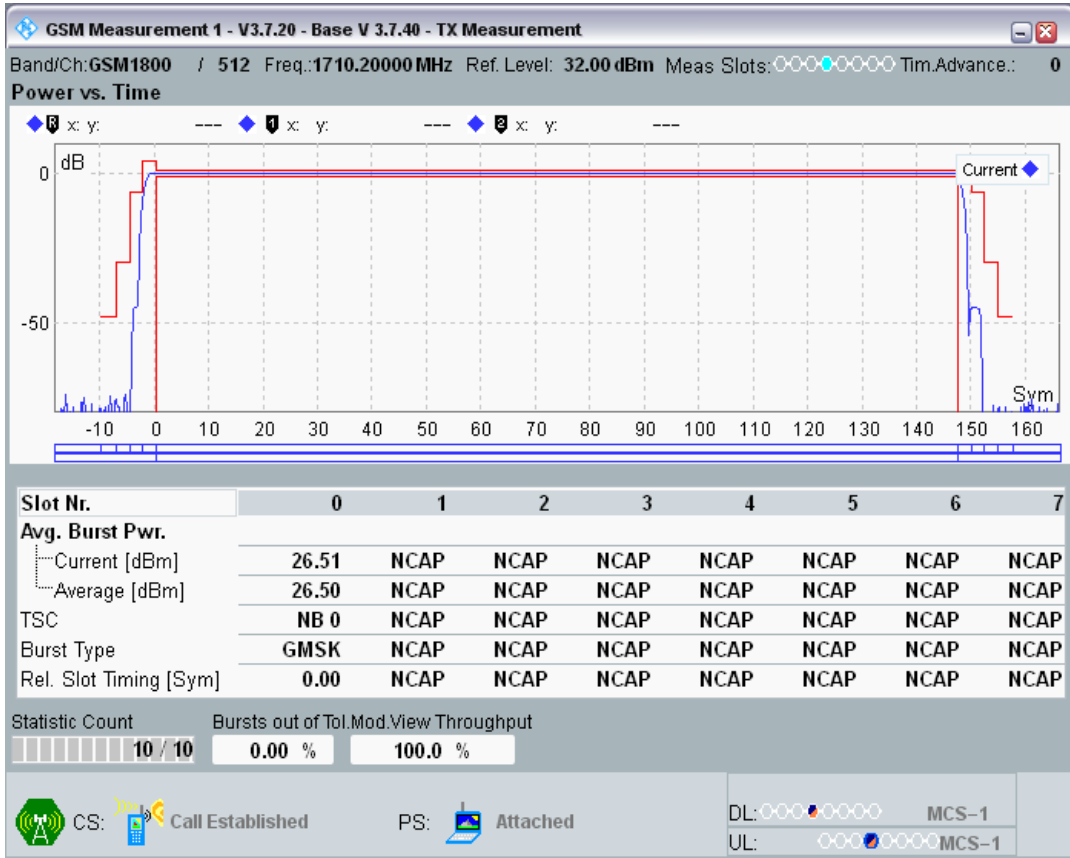 GSM Measurement 1 - V3.7.20 - Base V 3.7.40 - TX Measurement
Band/Ch:GSM1800 / 512 Freq.:1710.20000 MHz Ref. Level: 32.00 dBm Meas Slots: Tim.Advance.: 0
Power vs. Time
R x: y: --- 1 x: y: --- 2 x: y: ---
dB
Current
0
-50
Sym
-10 0 10 20 30 40 50 60 70 80 90 100 110 120 130 140 150 160
Slot Nr. 0 1 2 3 4 5 6 7
Avg. Burst Pwr.
Current [dBm] 26.51 NCAP NCAP NCAP NCAP NCAP NCAP NCAP
Average [dBm] 26.50 NCAP NCAP NCAP NCAP NCAP NCAP NCAP
TSC NB 0 NCAP NCAP NCAP NCAP NCAP NCAP NCAP
Burst Type GMSK NCAP NCAP NCAP NCAP NCAP NCAP NCAP
Rel. Slot Timing [Sym] 0.00 NCAP NCAP NCAP NCAP NCAP NCAP NCAP
Statistic Count Bursts out of Tol.Mod.View Throughput
10 / 10 0.00 % 100.0 %
CS: Call Established PS: Attached
DL: MCS-1
UL: MCS-1